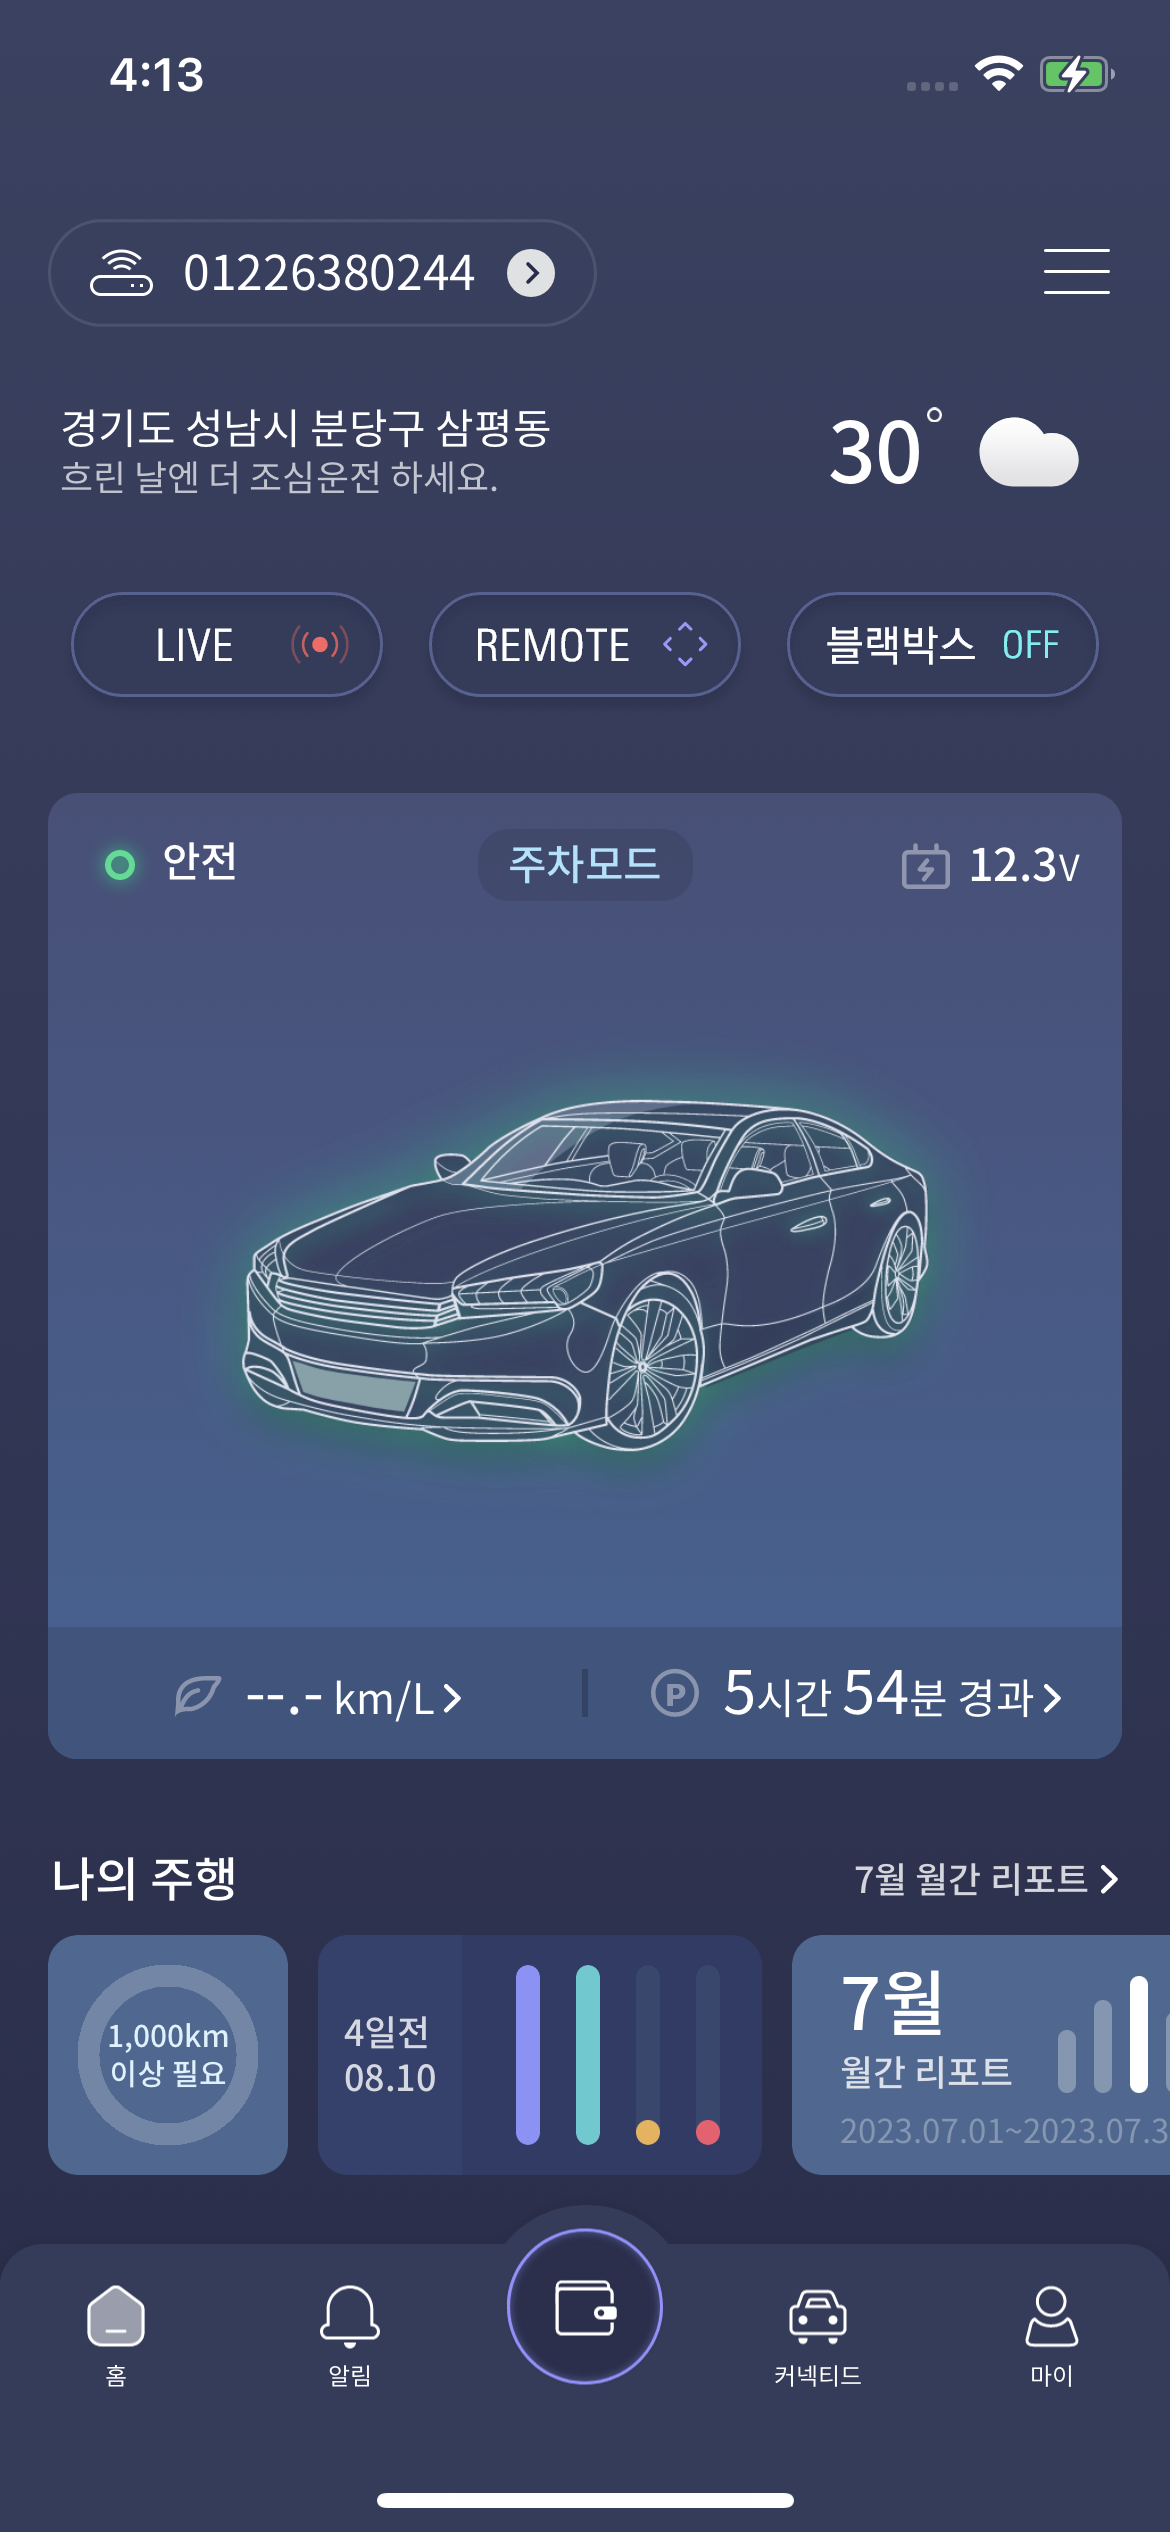 4:13
01226380244
경기도 성남시 분당구 삼평동
흐린 날엔 더 조심운전 하세요.
30°
LIVE
REMOTE
블랙박스 OFF
안전
주차모드
12.3V
--.- km/L
P
5시간 54분 경과
나의 주행
7월 월간 리포트
1,000km
이상 필요
4일전
08.10
7월
월간 리포트
2023.07.01~2023.07.3
홈
알림
커넥티드
마이